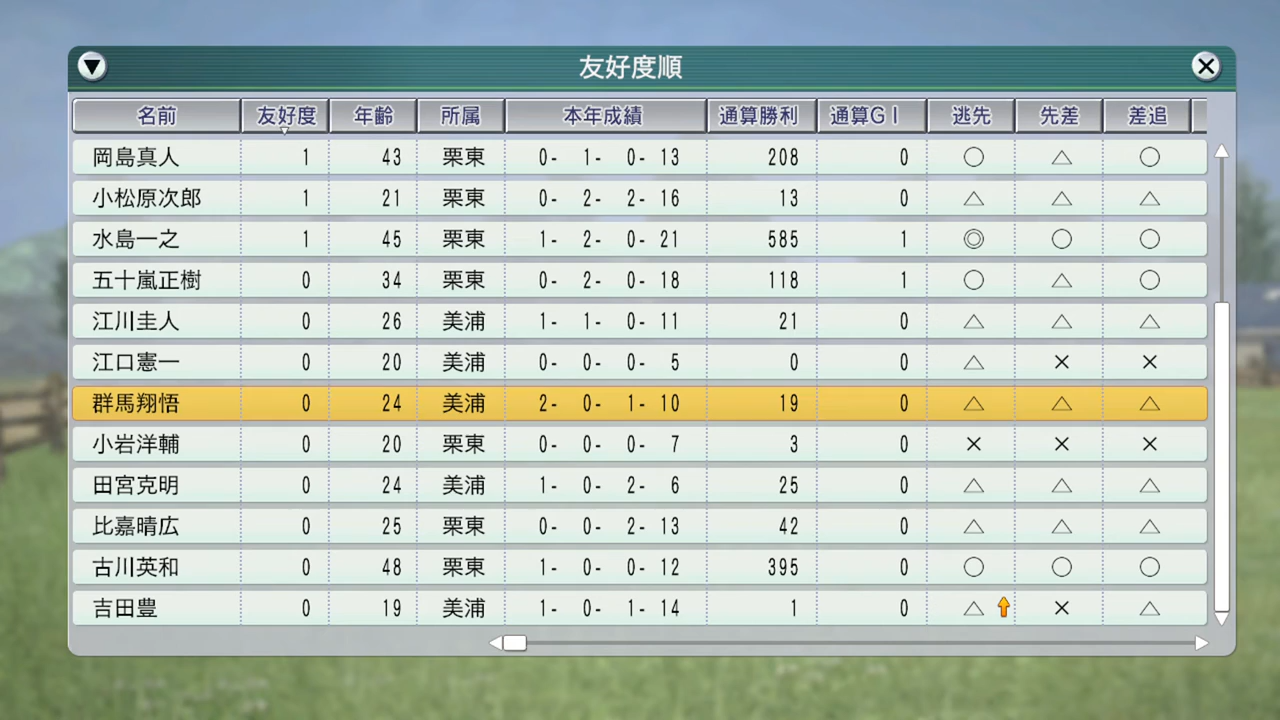 友好度順
名前 友好度 年齢 所属 本年成績 通算勝利 通算GⅠ 逃先 先差 差追
岡島真人 1 43 栗東 0- 1- 0- 13 208 0 ○ △ ○
小松原次郎 1 21 栗東 0- 2- 2- 16 13 0 △ △ △
水島一之 1 45 栗東 1- 2- 0- 21 585 1 ◎ ○ ○
五十嵐正樹 0 34 栗東 0- 2- 0- 18 118 1 ○ △ ○
江川圭人 0 26 美浦 1- 1- 0- 11 21 0 △ △ △
江口憲一 0 20 美浦 0- 0- 0- 5 0 0 △ × ×
群馬翔悟 0 24 美浦 2- 0- 1- 10 19 0 △ △ △
小岩洋輔 0 20 栗東 0- 0- 0- 7 3 0 × × ×
田宮克明 0 24 美浦 1- 0- 2- 6 25 0 △ △ △
比嘉晴広 0 25 栗東 0- 0- 2- 13 42 0 △ △ △
古川英和 0 48 栗東 1- 0- 0- 12 395 0 ○ ○ ○
吉田豊 0 19 美浦 1- 0- 1- 14 1 0 △ × △